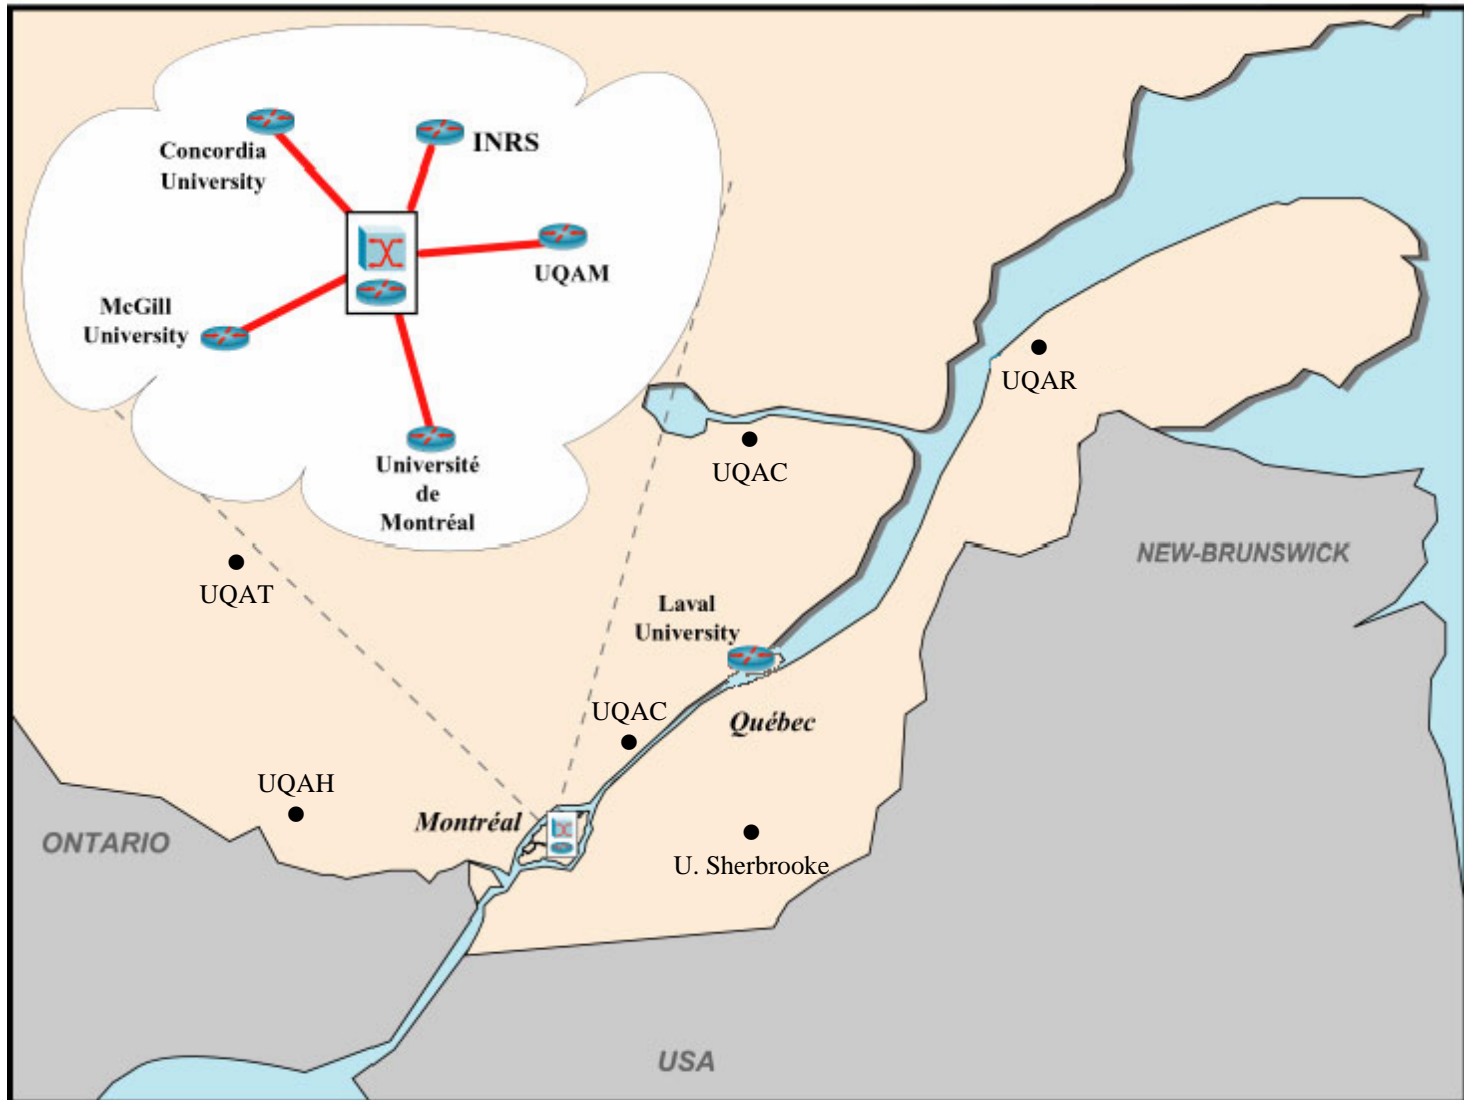 Concordia
University
INRS
UQAM
McGill
University
Université
de
Montréal
UQAR
UQAC
NEW-BRUNSWICK
UQAT
Laval
University
UQAC
Québec
UQAH
Montréal
ONTARIO
U. Sherbrooke
USA